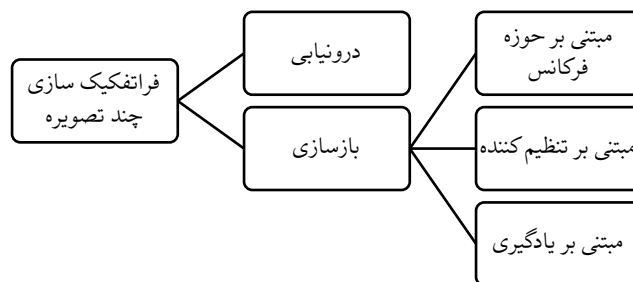 فراتفکیک سازی
چند تصویره
درونیابی
بازسازی
مبتنی بر حوزه
فرکانس
مبتنی بر تنظیم کننده
مبتنی بر یادگیری